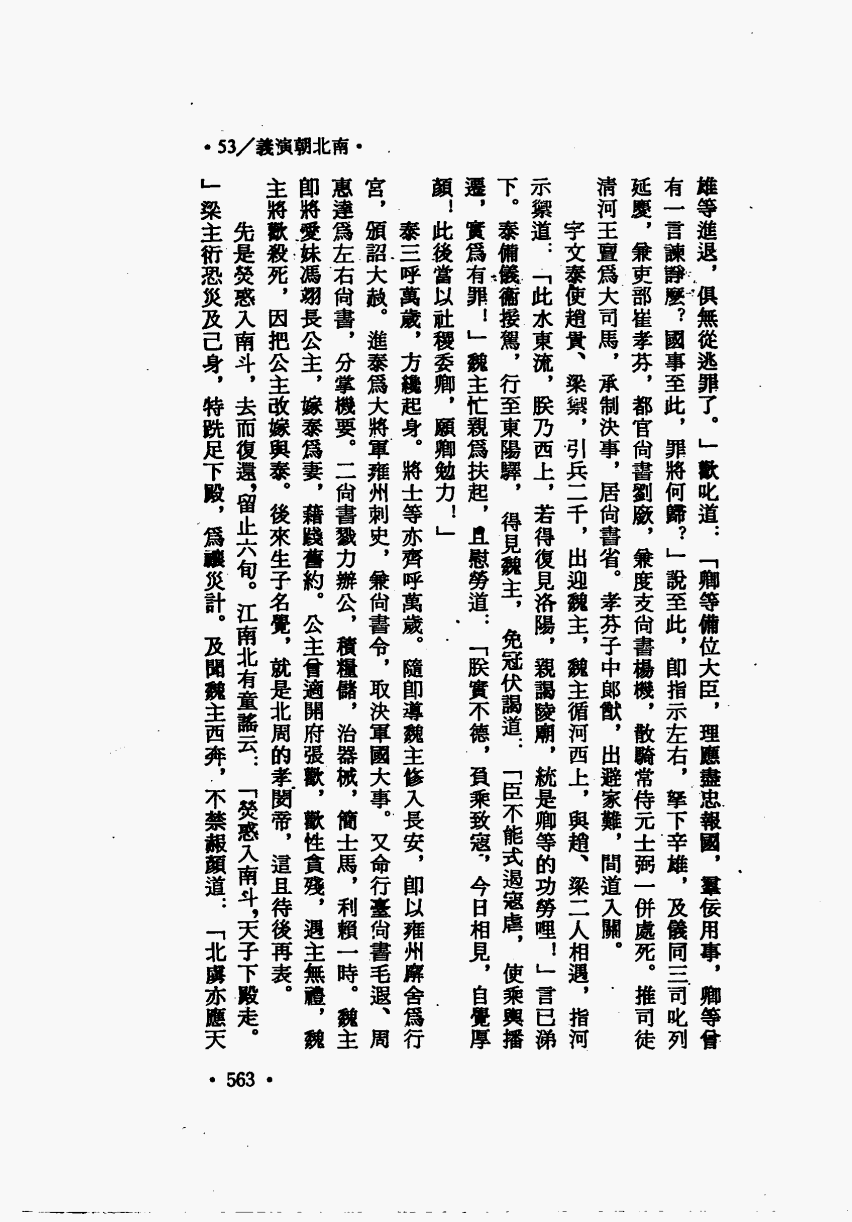 ·53／義演朝北南·
雄等進退，俱無從逃罪了。」歡叱道：「卿等備位大臣，理應盡忠報國，羣佞用事，卿等曾
有一言諫諍麽？國事至此，罪將何歸？」說至此，卽指示左右，拏下辛雄，及儀同三司叱列
延慶，兼吏部崔孝芬，都官尚書劉廞，兼度支尚書楊機，散騎常侍元士弼一併處死。推司徒
清河王亶爲大司馬，承制決事，居尚書省。孝芬子中郎猷，出避家難，間道入關。
宇文泰使趙貴、梁禦，引兵二千，出迎魏主，魏主循河西上，與趙、梁二人相遇，指河
示禦道：「此水東流，朕乃西上，若得復見洛陽，親謁陵廟，統是卿等的功勞哩！」言已涕
下。泰備儀衞接駕，行至東陽驛，得見魏主，免冠伏謁道：「臣不能式遏寇虐，使乘輿播
遷，實爲有罪！」魏主忙親爲扶起，且慰勞道：「朕實不德，負乘致寇，今日相見，自覺厚
顏！此後當以社稷委卿，願卿勉力！」
泰三呼萬歲，方纔起身。將士等亦齊呼萬歲。隨卽導魏主修入長安，卽以雍州廨舍爲行
宮，頒詔大赦。進泰爲大將軍雍州刺史，兼尚書令，取決軍國大事。又命行臺尚書毛遐、周
惠達爲左右尚書，分掌機要。二尚書戮力辦公，積糧儲，治器械，簡士馬，利賴一時。魏主
卽將愛妹馮翊長公主，嫁泰爲妻，藉踐舊約。公主曾適開府張歡，歡性貪殘，遇主無禮，魏
主將歡殺死，因把公主改嫁與泰。後來生子名覺，就是北周的孝閔帝，這且待後再表。
先是熒惑入南斗，去而復還，留止六旬。江南北有童謠云：「熒惑入南斗，天子下殿走。
」梁主衍恐災及己身，特跣足下殿，爲禳災計。及聞魏主西奔，不禁赧顏道：「北虜亦應天
·563·